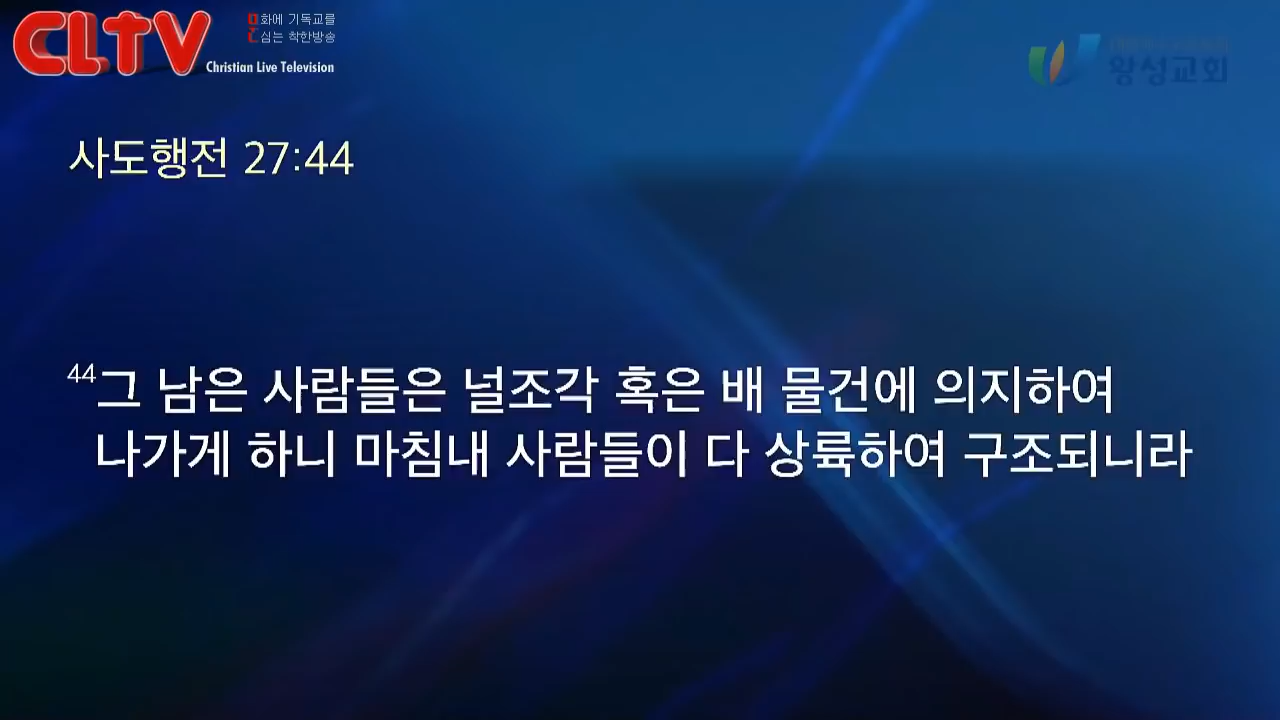 CLTV
문화에 기독교를
심는 착한방송
Christian Live Television
왕성교회
사도행전 27:44
44그 남은 사람들은 널조각 혹은 배 물건에 의지하여
나가게 하니 마침내 사람들이 다 상륙하여 구조되니라